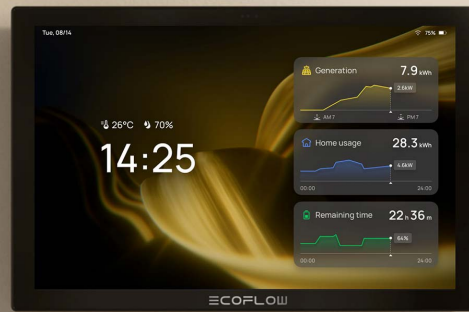 Tue, 08/14
75%
26°C 70%
14:25
Generation 7.9 kWh
2.6kW
AM 7 PM 7
Home usage 28.3 kWh
4.6kW
00:00 24:00
Remaining time 22 h 36 m
64%
00:00 24:00
ECOFLOW